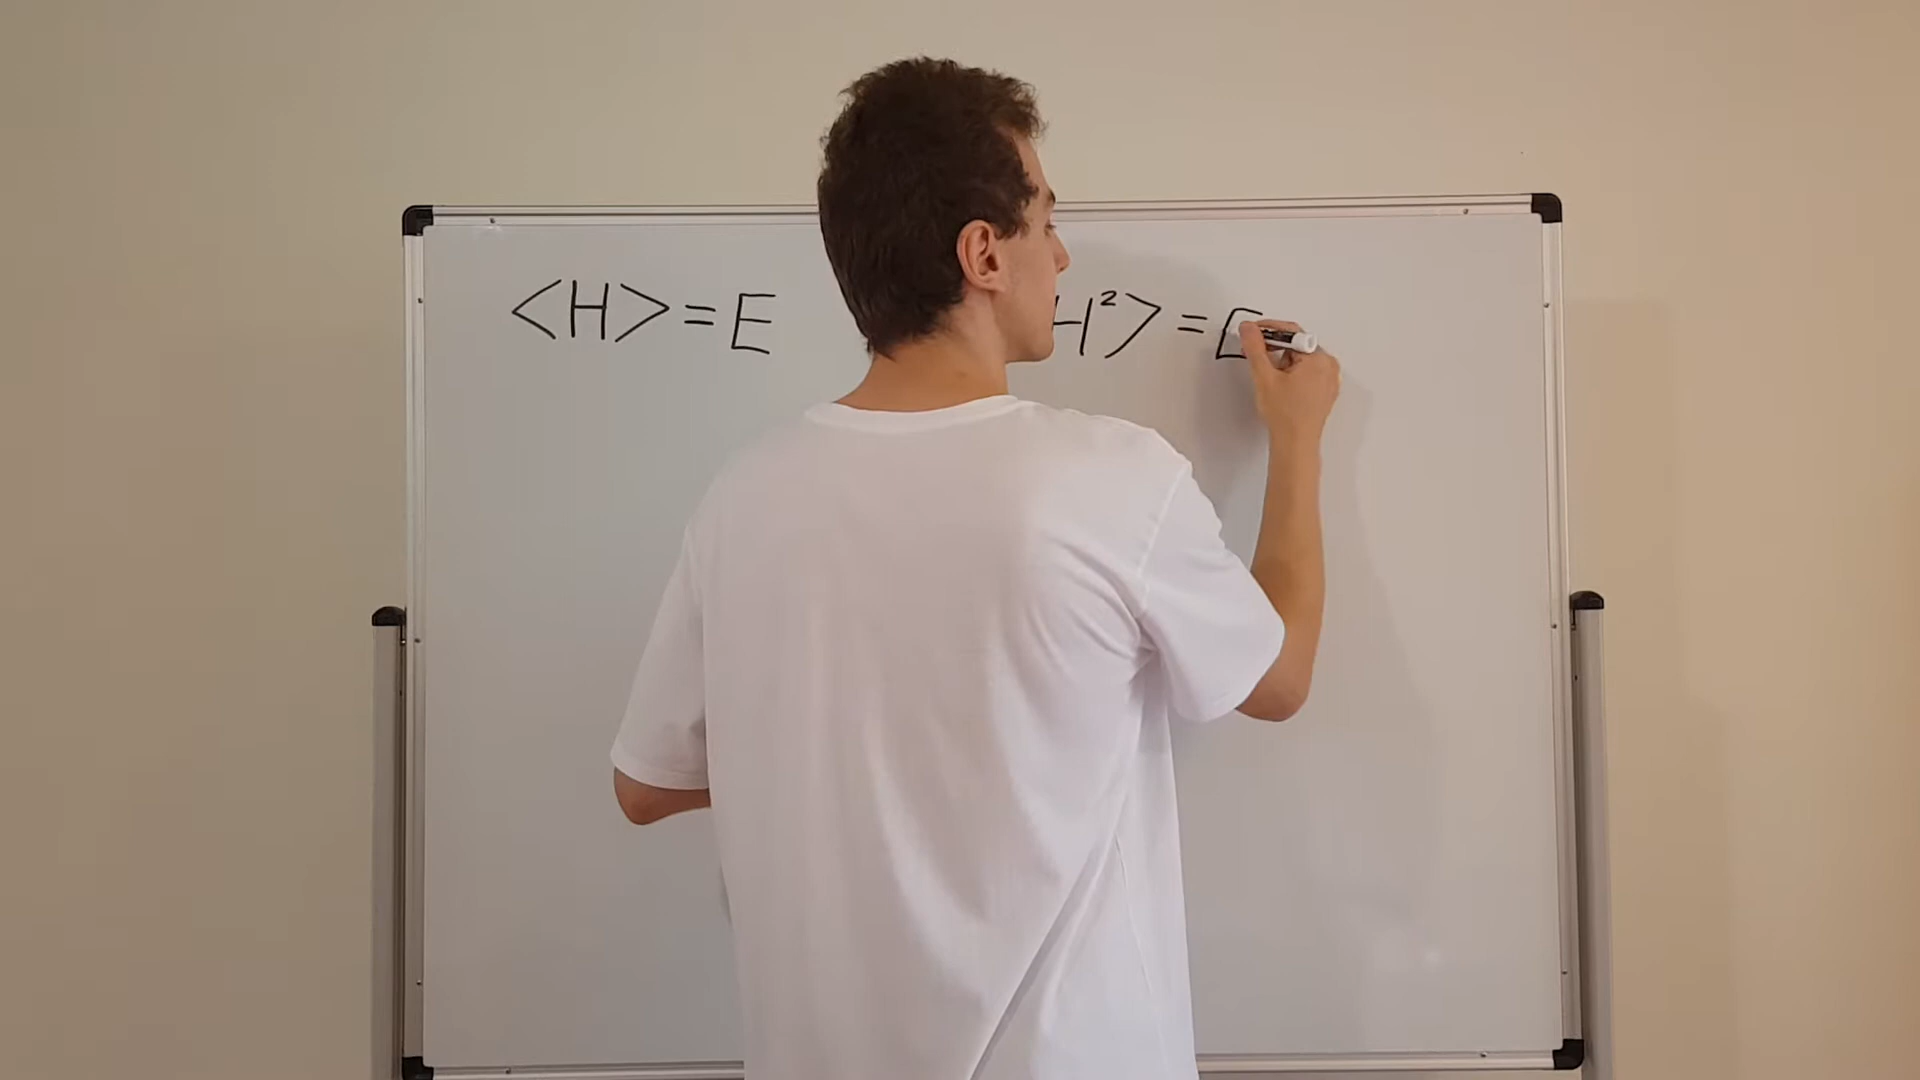 <H> = E H²> = E